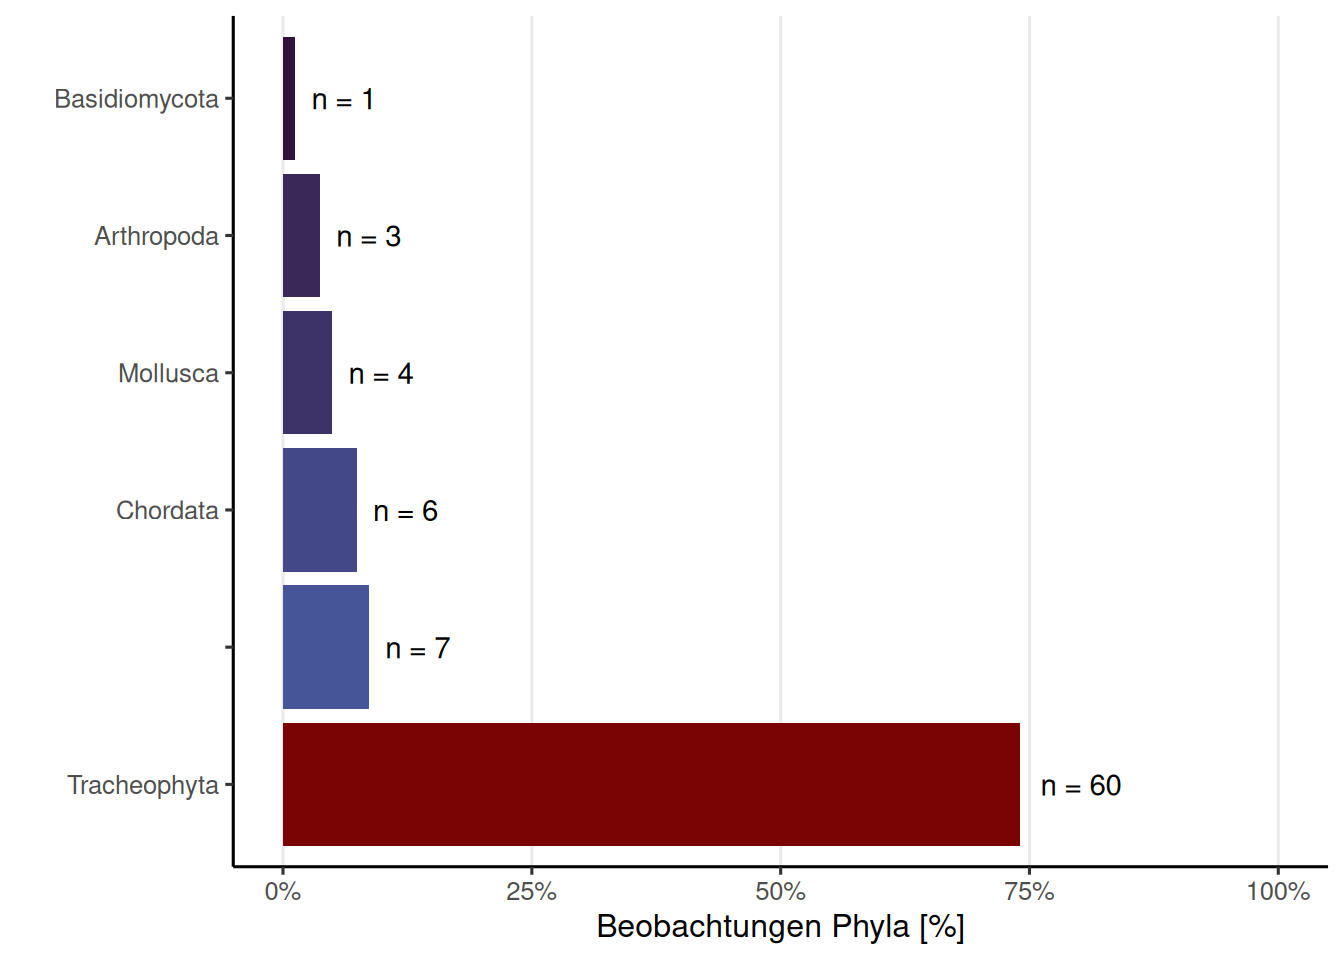 Basidiomycota
n = 1
Arthropoda
n = 3
Mollusca
n = 4
Chordata
n = 6
n = 7
Tracheophyta
n = 60
0% 25% 50% 75% 100%
Beobachtungen Phyla [%]